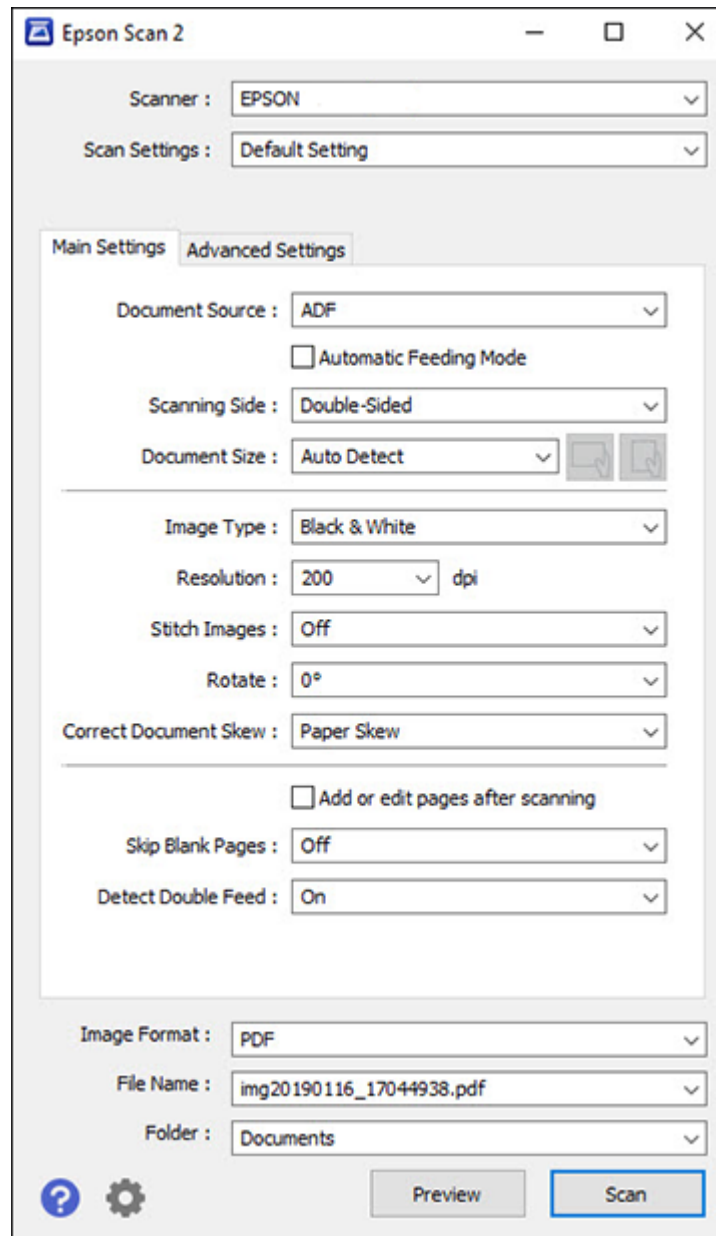 Epson Scan 2
Scanner : EPSON
Scan Settings : Default Setting
Main Settings Advanced Settings
Document Source : ADF
Automatic Feeding Mode
Scanning Side : Double-Sided
Document Size : Auto Detect
Image Type : Black & White
Resolution : 200 dpi
Stitch Images : Off
Rotate : 0°
Correct Document Skew : Paper Skew
Add or edit pages after scanning
Skip Blank Pages : Off
Detect Double Feed : On
Image Format : PDF
File Name : img20190116_17044938.pdf
Folder : Documents
? Preview Scan